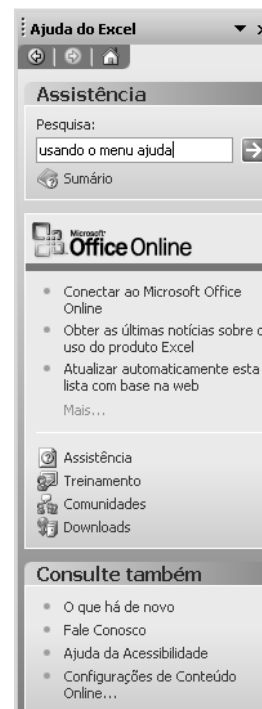 Ajuda do Excel
Assistência
Pesquisa:
usando o menu ajuda
Sumário
Microsoft
Office Online
Conectar ao Microsoft Office
Online
Obter as últimas notícias sobre o
uso do produto Excel
Atualizar automaticamente esta
lista com base na web
Mais...
Assistência
Treinamento
Comunidades
Downloads
Consulte também
O que há de novo
Fale Conosco
Ajuda da Acessibilidade
Configurações de Conteúdo
Online...